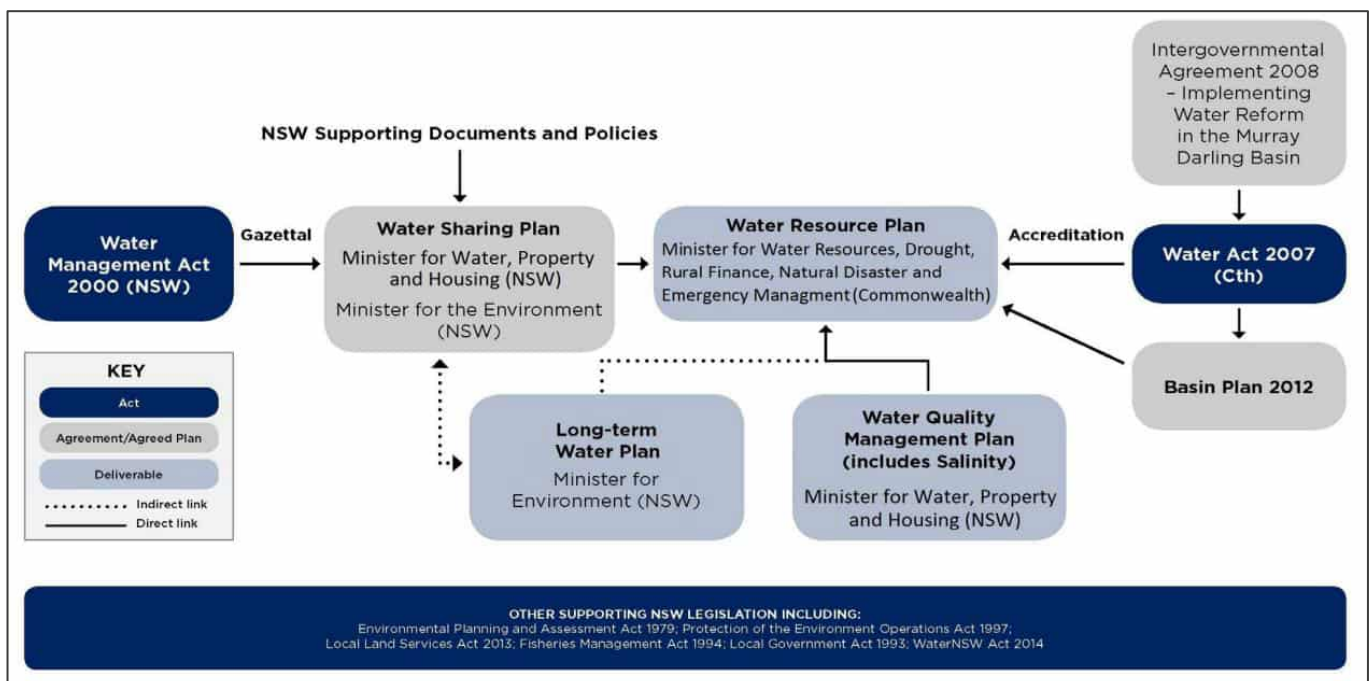 Intergovernmental
Agreement 2008
– Implementing
Water Reform
in the Murray
Darling Basin
NSW Supporting Documents and Policies
Water
Management Act
2000 (NSW)
Gazettal
Water Sharing Plan
Minister for Water, Property
and Housing (NSW)
Minister for the Environment
(NSW)
Water Resource Plan
Minister for Water Resources, Drought,
Rural Finance, Natural Disaster and
Emergency Managment (Commonwealth)
Accreditation
Water Act 2007
(Cth)
Basin Plan 2012
KEY
Act
Agreement/Agreed Plan
Deliverable
Indirect link
Direct link
Long-term
Water Plan
Minister for
Environment (NSW)
Water Quality
Management Plan
(includes Salinity)
Minister for Water, Property
and Housing (NSW)
OTHER SUPPORTING NSW LEGISLATION INCLUDING:
Environmental Planning and Assessment Act 1979; Protection of the Environment Operations Act 1997;
Local Land Services Act 2013; Fisheries Management Act 1994; Local Government Act 1993; WaterNSW Act 2014